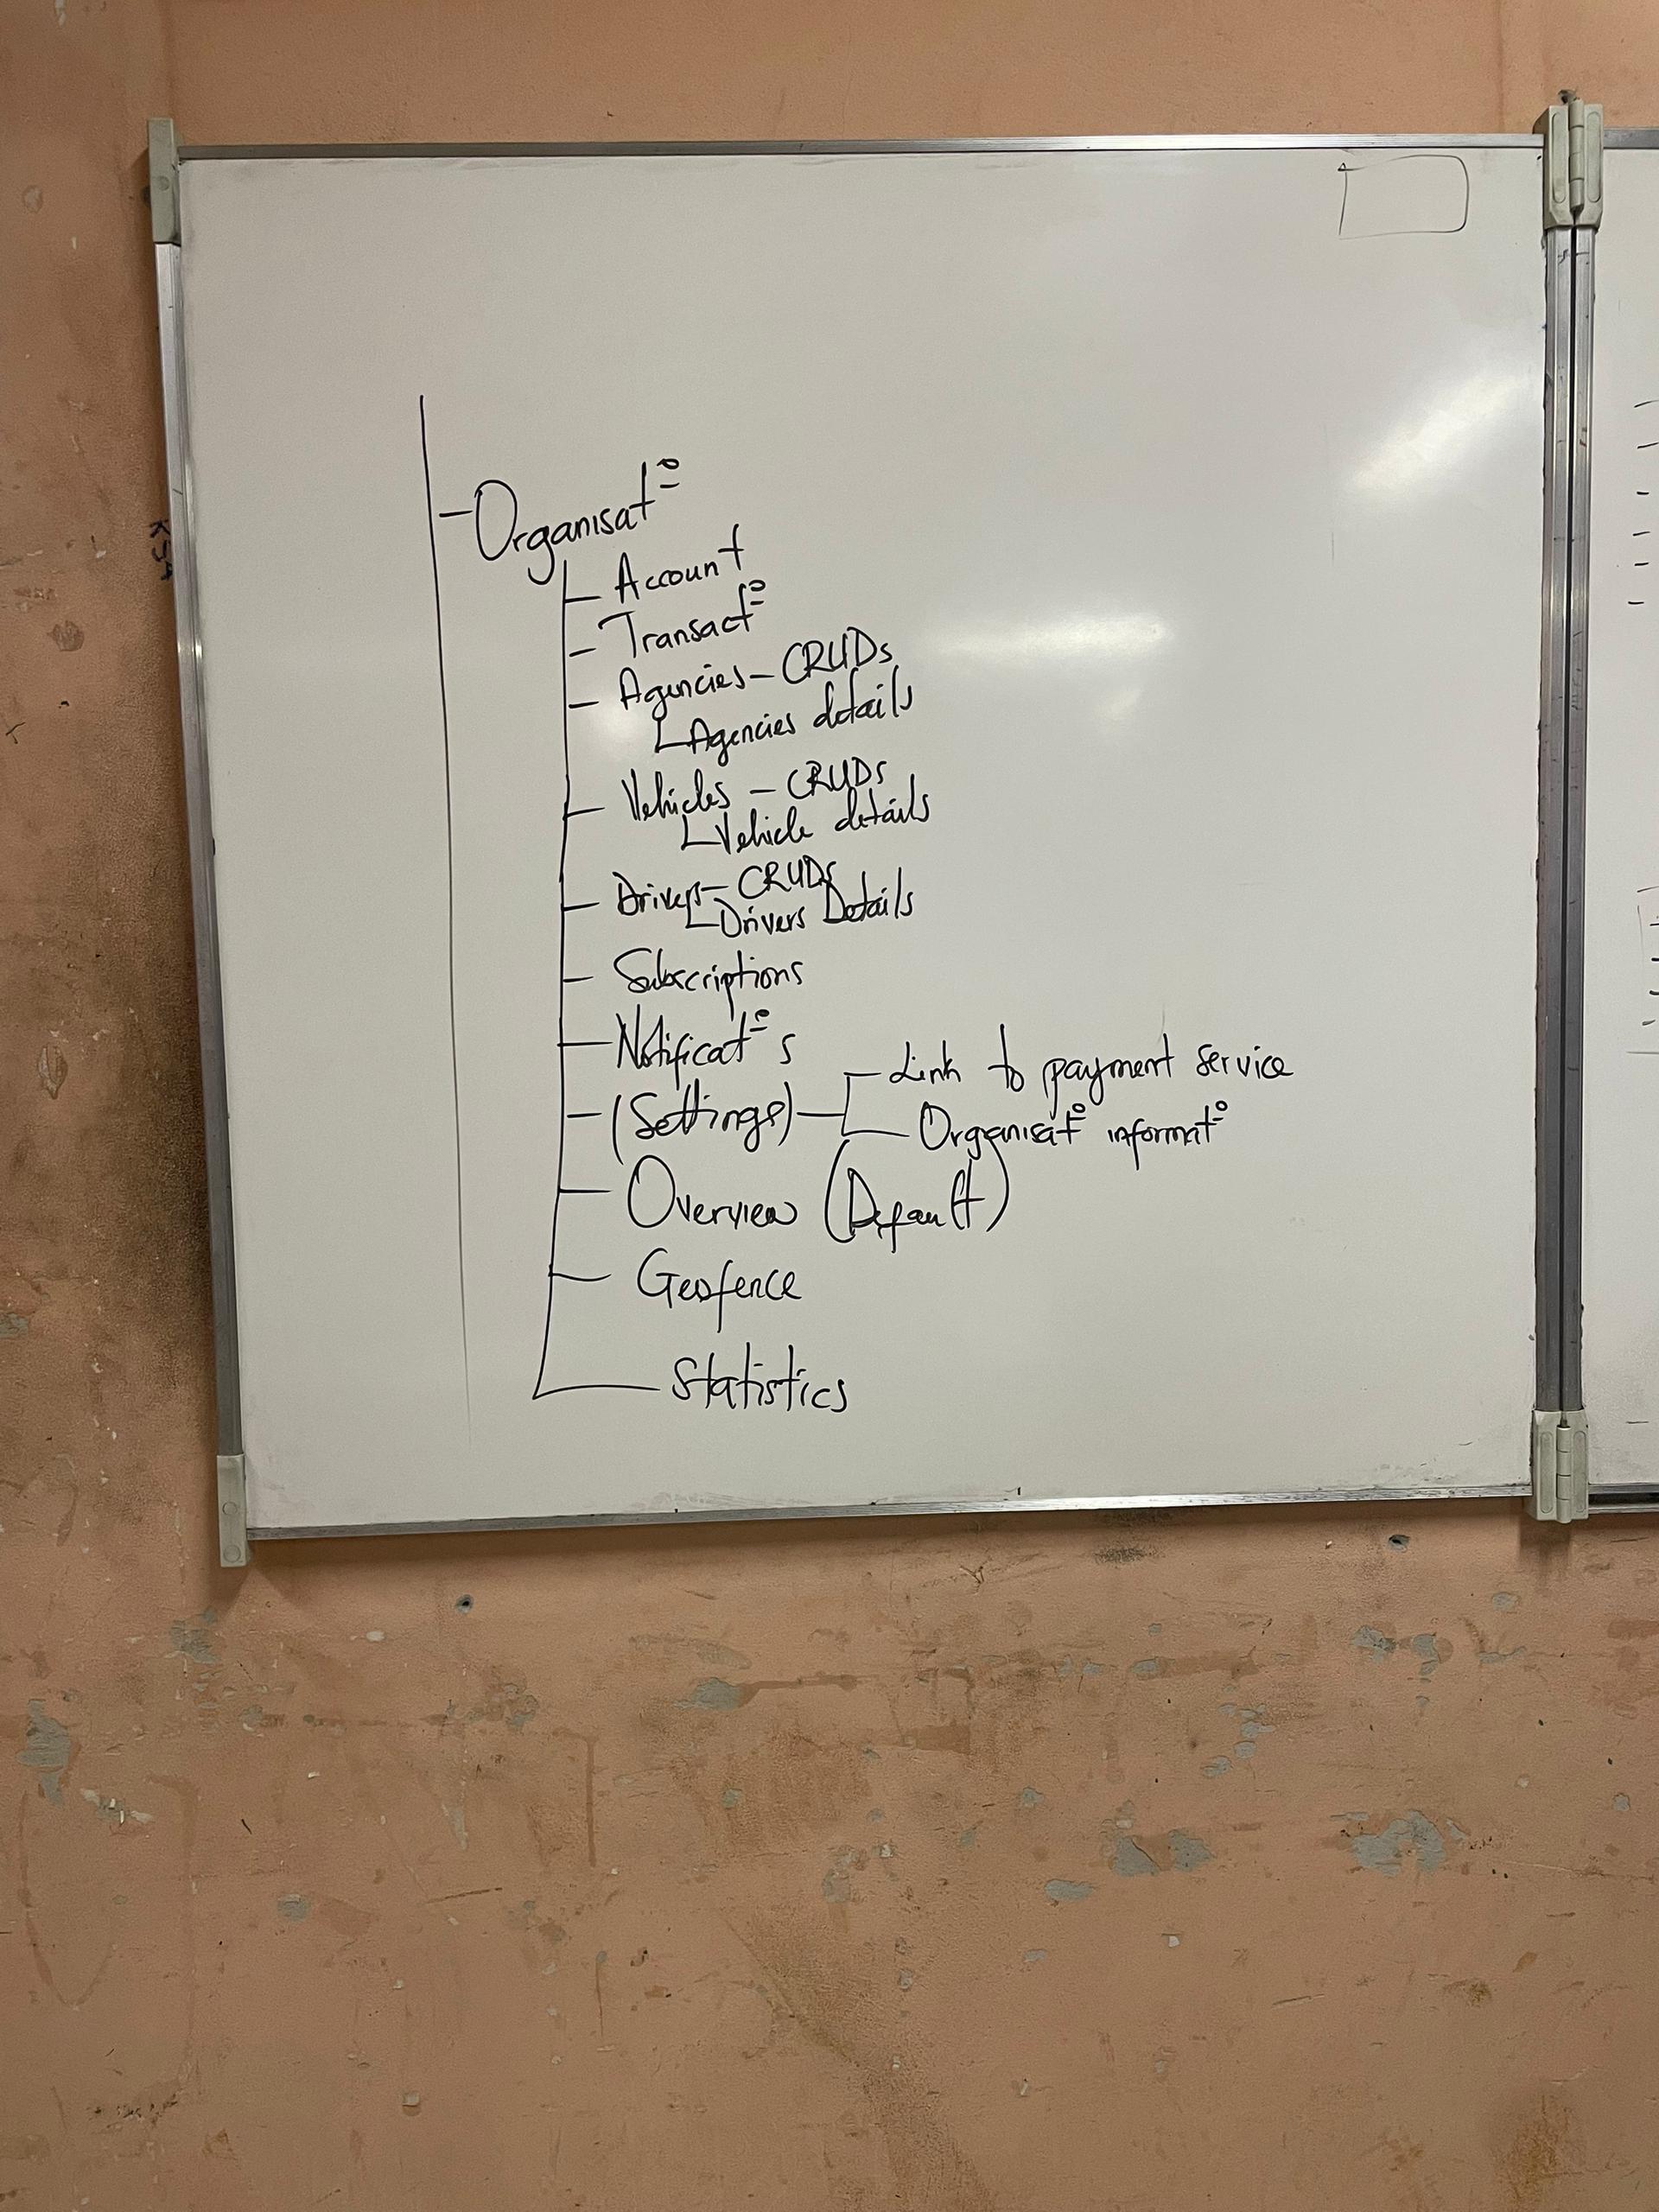 Organisat°
Account
Transact°
Agencies - CRUDs
Agencies details
Vehicles - CRUDs
Vehicle details
Drivers - CRUDs
Drivers Details
Subscriptions
Notificat°s
(Settings)
Link to payment service
Organisat° informat°
Overview (Default)
Geofence
Statistics